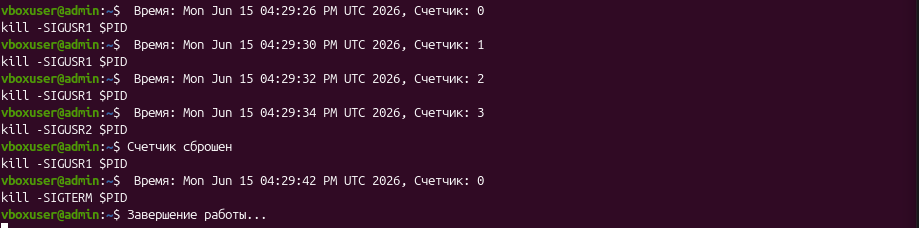 vboxuser@admin:~$  Время: Mon Jun 15 04:29:26 PM UTC 2026, Счетчик: 0
kill -SIGUSR1 $PID
vboxuser@admin:~$  Время: Mon Jun 15 04:29:30 PM UTC 2026, Счетчик: 1
kill -SIGUSR1 $PID
vboxuser@admin:~$  Время: Mon Jun 15 04:29:32 PM UTC 2026, Счетчик: 2
kill -SIGUSR1 $PID
vboxuser@admin:~$  Время: Mon Jun 15 04:29:34 PM UTC 2026, Счетчик: 3
kill -SIGUSR2 $PID
vboxuser@admin:~$ Счетчик сброшен
kill -SIGUSR1 $PID
vboxuser@admin:~$  Время: Mon Jun 15 04:29:42 PM UTC 2026, Счетчик: 0
kill -SIGTERM $PID
vboxuser@admin:~$ Завершение работы...